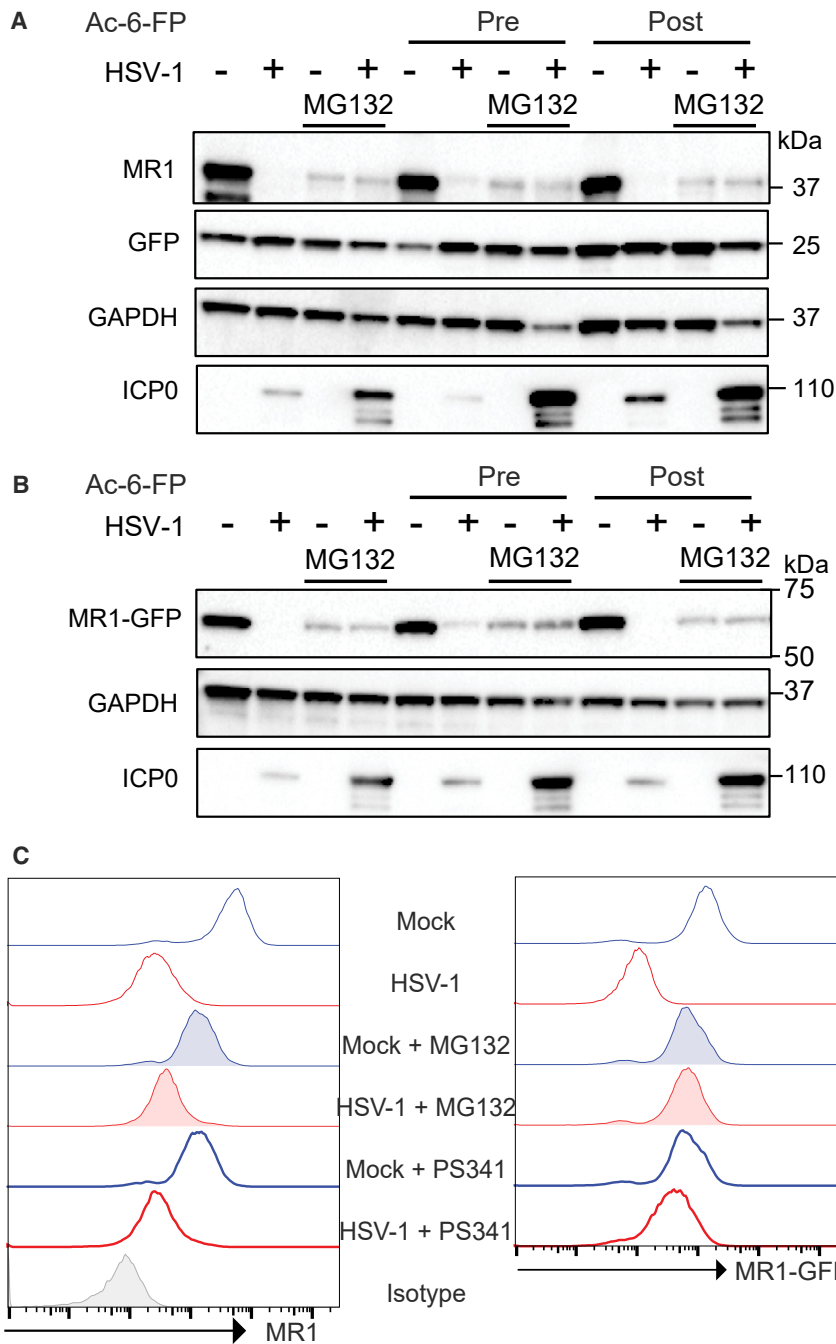 A
Ac-6-FP Pre Post
HSV-1 - + - + - + - + - + - +
MG132 MG132 MG132
kDa
MR1 37
GFP 25
GAPDH 37
ICP0 110
B
Ac-6-FP Pre Post
HSV-1 - + - + - + - + - + - +
MG132 MG132 MG132
kDa
75
MR1-GFP
50
GAPDH 37
ICP0 110
C
Mock
HSV-1
Mock + MG132
HSV-1 + MG132
Mock + PS341
HSV-1 + PS341
Isotype
MR1
MR1-GF